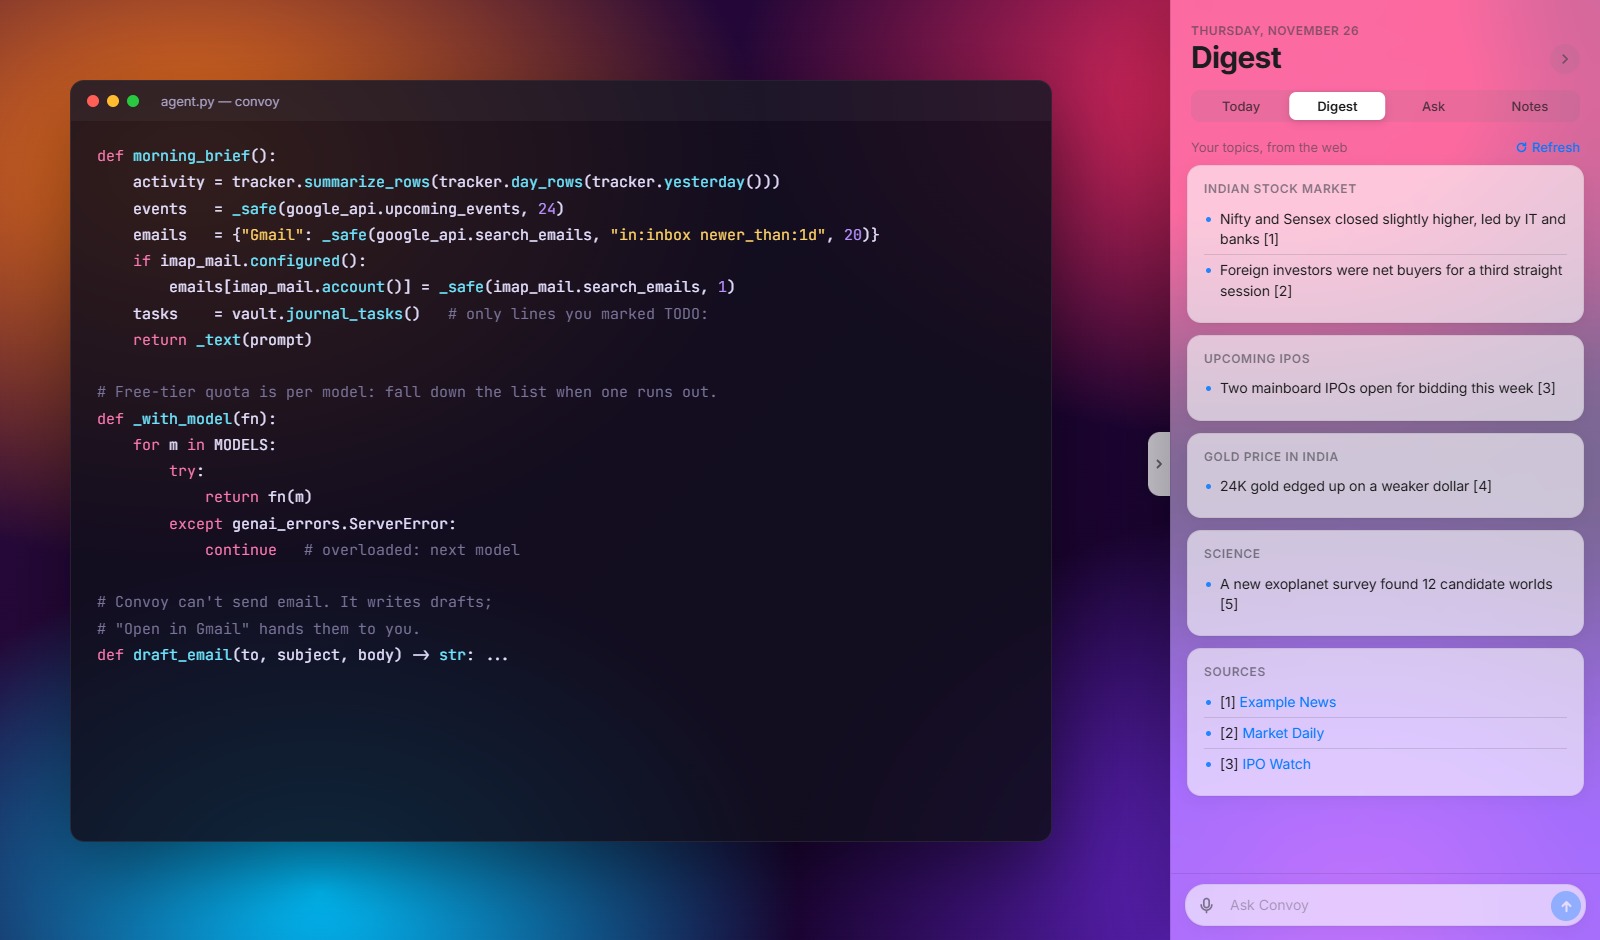 agent.py — convoy
def morning_brief():
    activity = tracker.summarize_rows(tracker.day_rows(tracker.yesterday()))
    events   = _safe(google_api.upcoming_events, 24)
    emails   = {"Gmail": _safe(google_api.search_emails, "in:inbox newer_than:1d", 20)}
    if imap_mail.configured():
        emails[imap_mail.account()] = _safe(imap_mail.search_emails, 1)
    tasks    = vault.journal_tasks()   # only lines you marked TODO:
    return _text(prompt)
# Free-tier quota is per model: fall down the list when one runs out.
def _with_model(fn):
    for m in MODELS:
        try:
            return fn(m)
        except genai_errors.ServerError:
            continue   # overloaded: next model
# Convoy can't send email. It writes drafts;
# "Open in Gmail" hands them to you.
def draft_email(to, subject, body) -> str: ...
THURSDAY, NOVEMBER 26
Digest
Today Digest Ask Notes
Your topics, from the web Refresh
INDIAN STOCK MARKET
Nifty and Sensex closed slightly higher, led by IT and
banks [1]
Foreign investors were net buyers for a third straight
session [2]
UPCOMING IPOS
Two mainboard IPOs open for bidding this week [3]
GOLD PRICE IN INDIA
24K gold edged up on a weaker dollar [4]
SCIENCE
A new exoplanet survey found 12 candidate worlds
[5]
SOURCES
[1] Example News
[2] Market Daily
[3] IPO Watch
Ask Convoy